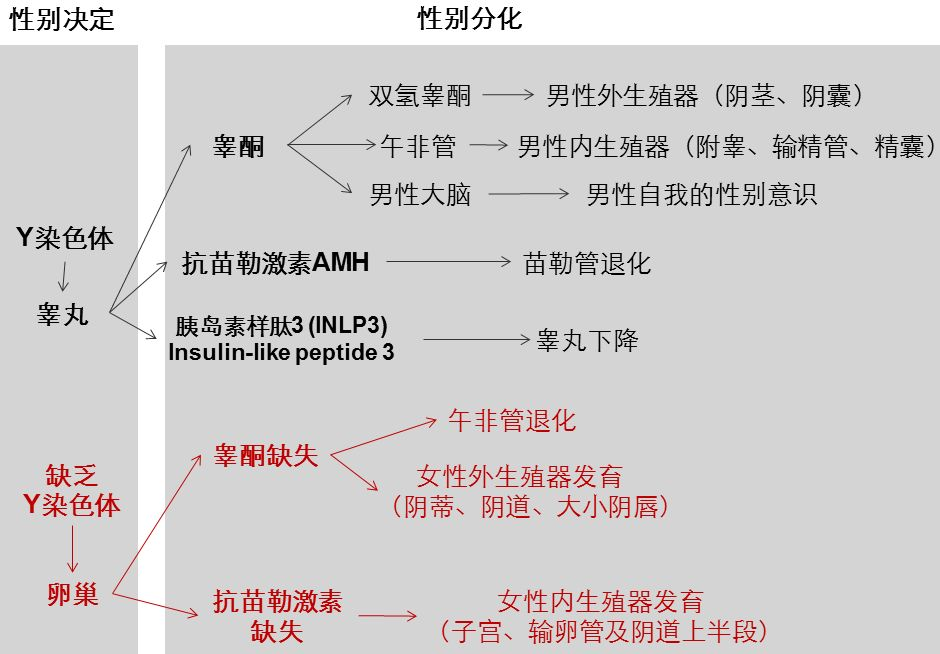 性别决定
性别分化
双氢睾酮
男性外生殖器（阴茎、阴囊）
睾酮
午非管
男性内生殖器（附睾、输精管、精囊）
男性大脑
男性自我的性别意识
Y染色体
睾丸
抗苗勒激素AMH
苗勒管退化
胰岛素样肽3 (INLP3)
Insulin-like peptide 3
睾丸下降
缺乏
Y染色体
卵巢
睾酮缺失
午非管退化
女性外生殖器发育
（阴蒂、阴道、大小阴唇）
抗苗勒激素
缺失
女性内生殖器发育
（子宫、输卵管及阴道上半段）